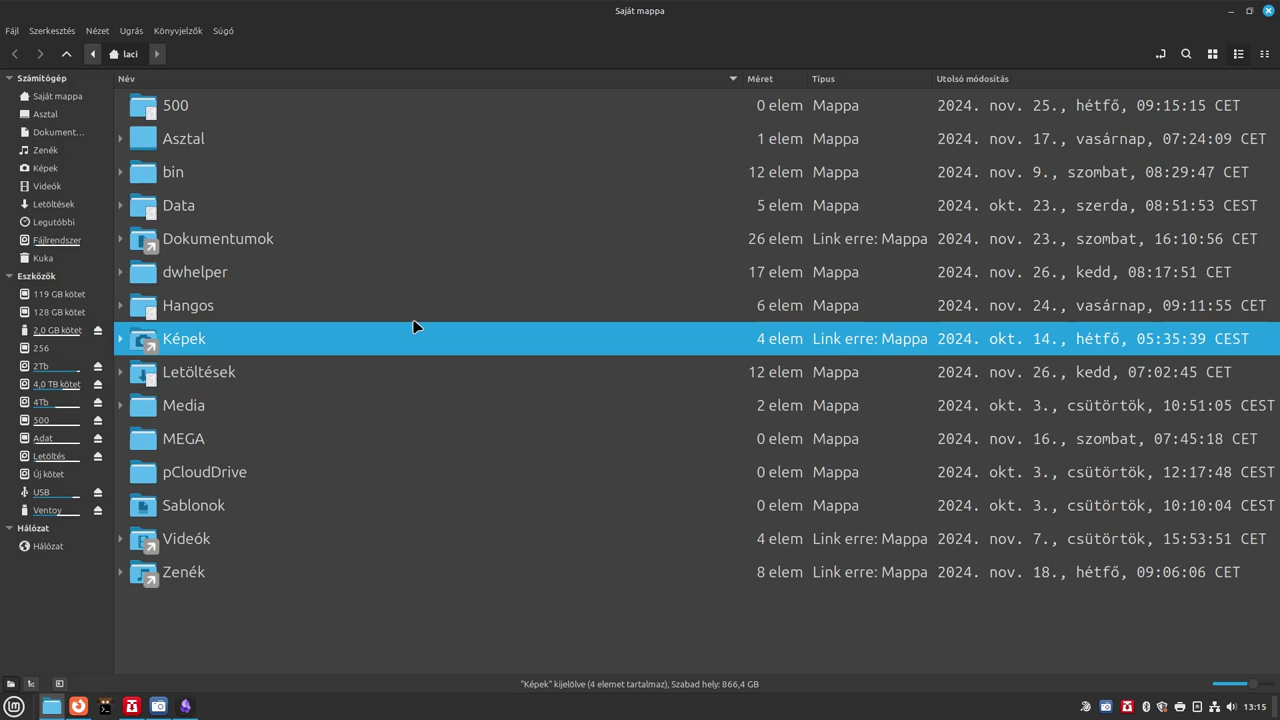 Saját mappa
Fájl Szerkesztés Nézet Ugrás Könyvjelzők Súgó
laci
Számítógép
Saját mappa
Asztal
Dokument...
Zenék
Képek
Videók
Letöltések
Legutóbbi
Fájlrendszer
Kuka
Eszközök
119 GB kötet
128 GB kötet
2,0 GB kötet
256
2Tb
4,0 TB kötet
4Tb
500
Adat
Letöltés
Új kötet
USB
Ventoy
Hálózat
Hálózat
Név Méret Típus Utolsó módosítás
500 0 elem Mappa 2024. nov. 25., hétfő, 09:15:15 CET
Asztal 1 elem Mappa 2024. nov. 17., vasárnap, 07:24:09 CET
bin 12 elem Mappa 2024. nov. 9., szombat, 08:29:47 CET
Data 5 elem Mappa 2024. okt. 23., szerda, 08:51:53 CEST
Dokumentumok 26 elem Link erre: Mappa 2024. nov. 23., szombat, 16:10:56 CET
dwhelper 17 elem Mappa 2024. nov. 26., kedd, 08:17:51 CET
Hangos 6 elem Mappa 2024. nov. 24., vasárnap, 09:11:55 CET
Képek 4 elem Link erre: Mappa 2024. okt. 14., hétfő, 05:35:39 CEST
Letöltések 12 elem Mappa 2024. nov. 26., kedd, 07:02:45 CET
Media 2 elem Mappa 2024. okt. 3., csütörtök, 10:51:05 CEST
MEGA 0 elem Mappa 2024. nov. 16., szombat, 07:45:18 CET
pCloudDrive 0 elem Mappa 2024. okt. 3., csütörtök, 12:17:48 CEST
Sablonok 0 elem Mappa 2024. okt. 3., csütörtök, 10:10:04 CEST
Videók 4 elem Link erre: Mappa 2024. nov. 7., csütörtök, 15:53:51 CET
Zenék 8 elem Link erre: Mappa 2024. nov. 18., hétfő, 09:06:06 CET
"Képek" kijelölve (4 elemet tartalmaz), Szabad hely: 866,4 GB
13:15